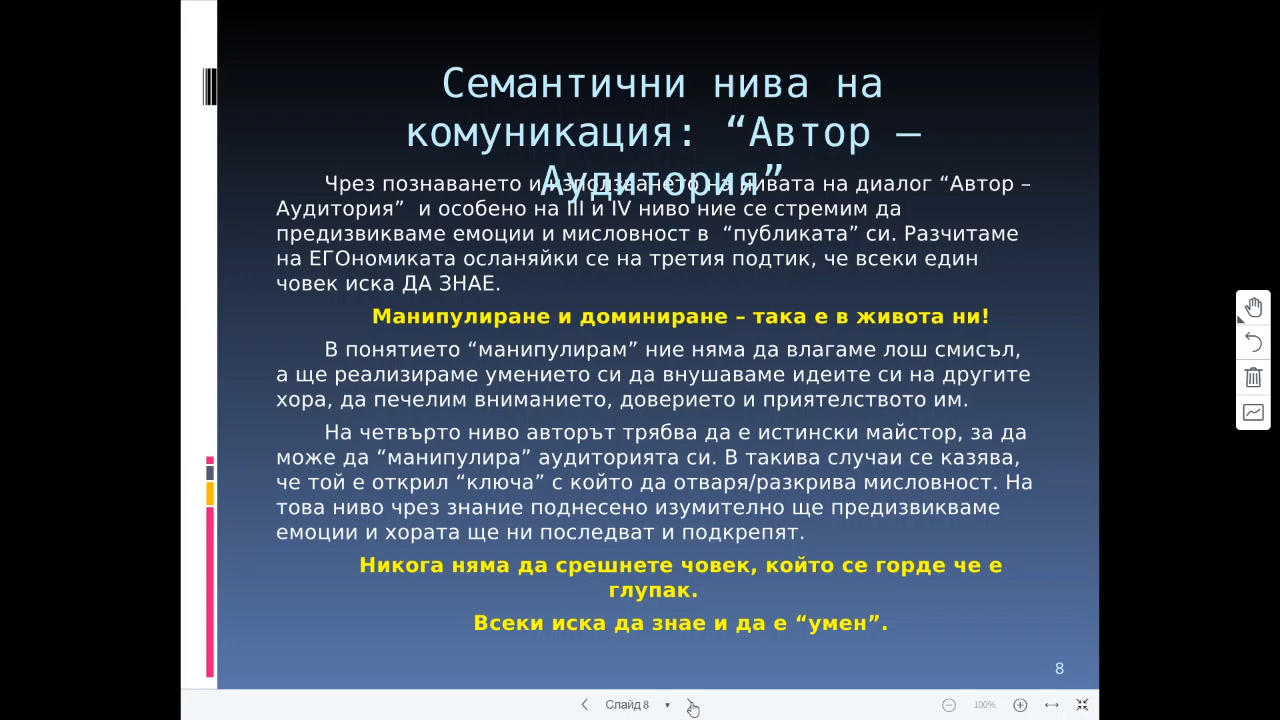 Семантични нива на
комуникация: “Автор –
Аудитория”
Чрез познаването и използването на нивата на диалог “Автор –
Аудитория”  и особено на III и IV ниво ние се стремим да
предизвикваме емоции и мисловност в  “публиката” си. Разчитаме
на ЕГОномиката осланяйки се на третия подтик, че всеки един
човек иска ДА ЗНАЕ.
Манипулиране и доминиране – така е в живота ни!
В понятието “манипулирам” ние няма да влагаме лош смисъл,
а ще реализираме умението си да внушаваме идеите си на другите
хора, да печелим вниманието, доверието и приятелството им.
На четвърто ниво авторът трябва да е истински майстор, за да
може да “манипулира” аудиторията си. В такива случаи се казява,
че той е открил “ключа” с който да отваря/разкрива мисловност. На
това ниво чрез знание поднесено изумително ще предизвикваме
емоции и хората ще ни последват и подкрепят.
Никога няма да срешнете човек, който се горде че е
глупак.
Всеки иска да знае и да е “умен”.
8
Слайд 8
100%